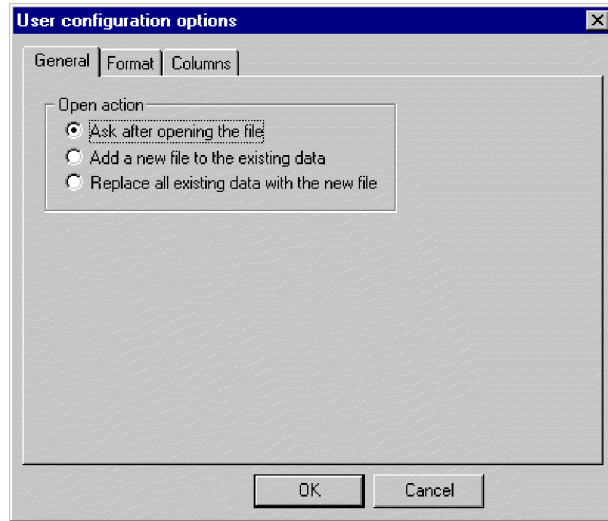 User configuration options
General Format Columns
Open action
Ask after opening the file
Add a new file to the existing data
Replace all existing data with the new file
OK Cancel